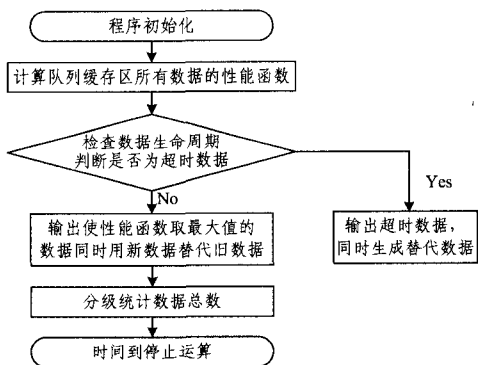 程序初始化
计算队列缓存区所有数据的性能函数
检查数据生命周期
判断是否为超时数据
Yes
No
输出使性能函数取最大值的
数据同时用新数据替代旧数据
输出超时数据,
同时生成替代数据
分级统计数据总数
时间到停止运算